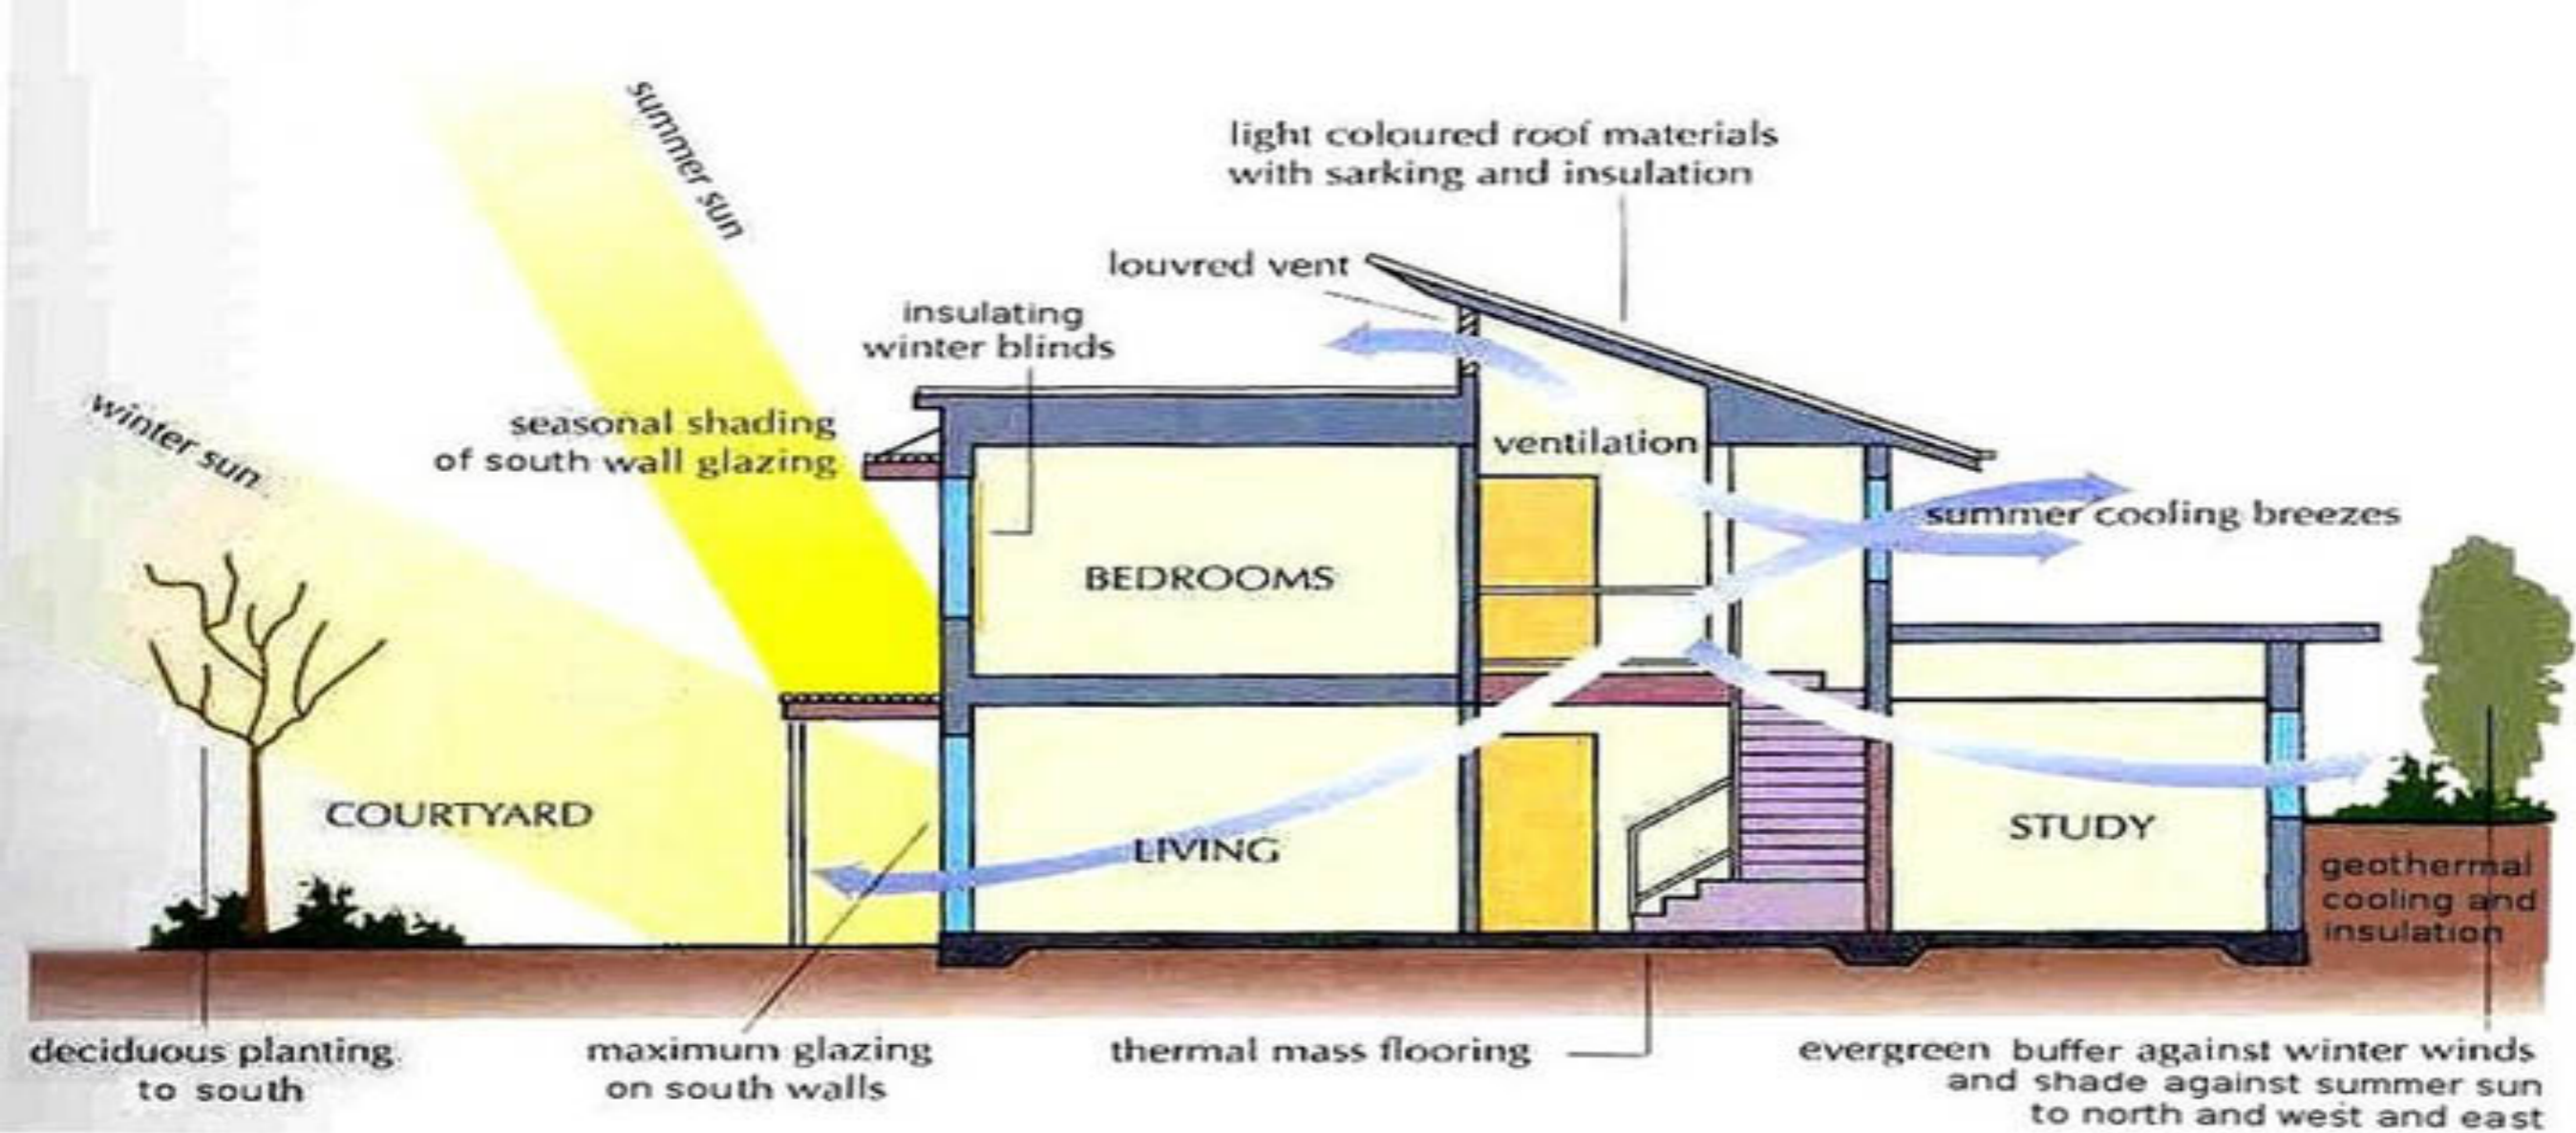 summer sun
light coloured roof materials
with sarking and insulation
louvred vent
insulating
winter blinds
winter sun
seasonal shading
of south wall glazing
ventilation
summer cooling breezes
BEDROOMS
COURTYARD
LIVING
STUDY
geothermal
cooling and
insulation
deciduous planting
to south
maximum glazing
on south walls
thermal mass flooring
evergreen buffer against winter winds
and shade against summer sun
to north and west and east